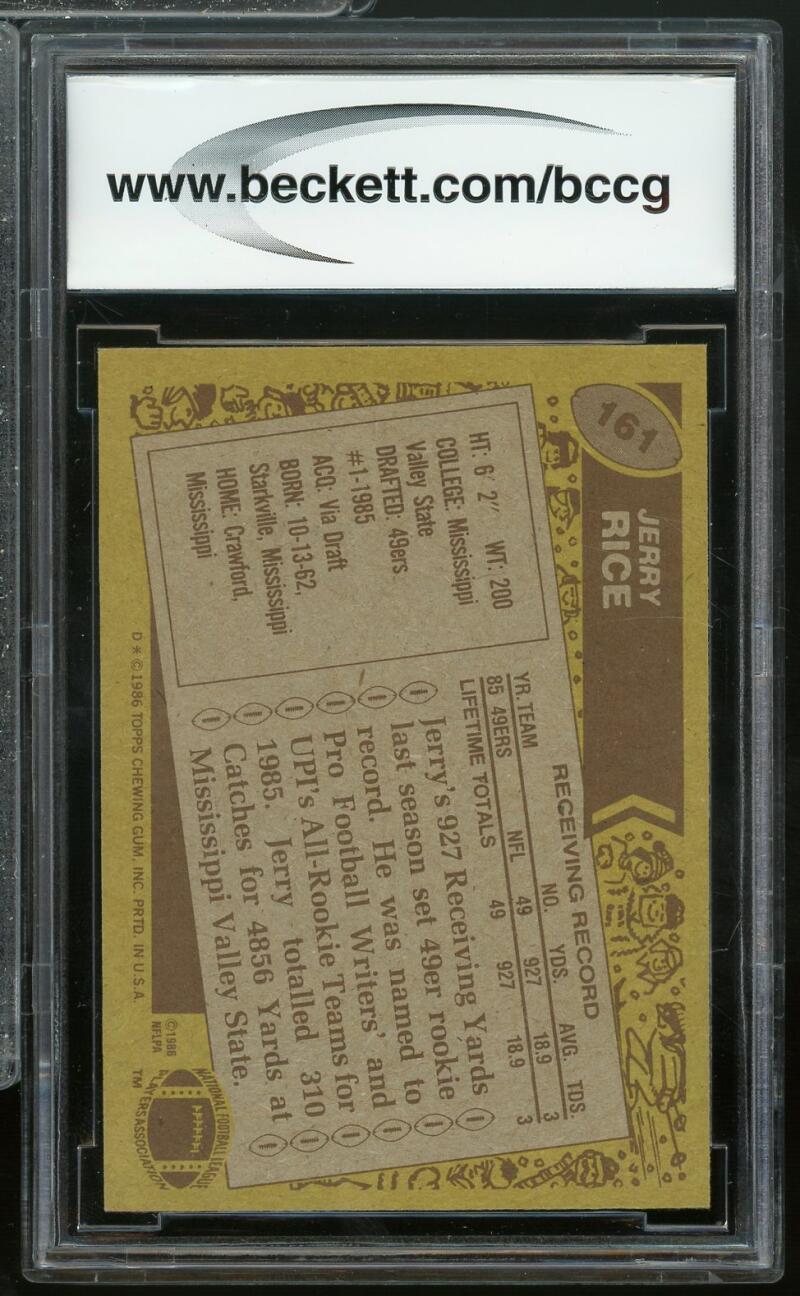 www.beckett.com/bccg
161
JERRY
RICE
HT: 6' 2" WT: 200
COLLEGE: Mississippi
Valley State
DRAFTED: 49ers
#1-1985
ACQ: Via Draft
BORN: 10-13-62,
Starkville, Mississippi
HOME: Crawford,
Mississippi
RECEIVING RECORD
YR. TEAM NO. YDS. AVG. TDS.
85 49ERS NFL 49 927 18.9 3
LIFETIME TOTALS 49 927 18.9 3
Jerry's 927 Receiving Yards
last season set 49er rookie
record. He was named to
Pro Football Writers' and
UPI's All-Rookie Teams for
1985. Jerry totalled 310
Catches for 4856 Yards at
Mississippi Valley State.
D * © 1986 TOPPS CHEWING GUM, INC. PRTD. IN U.S.A.
© 1986
NFLPA
NATIONAL FOOTBALL LEAGUE
PLAYERS ASSOCIATION
TM